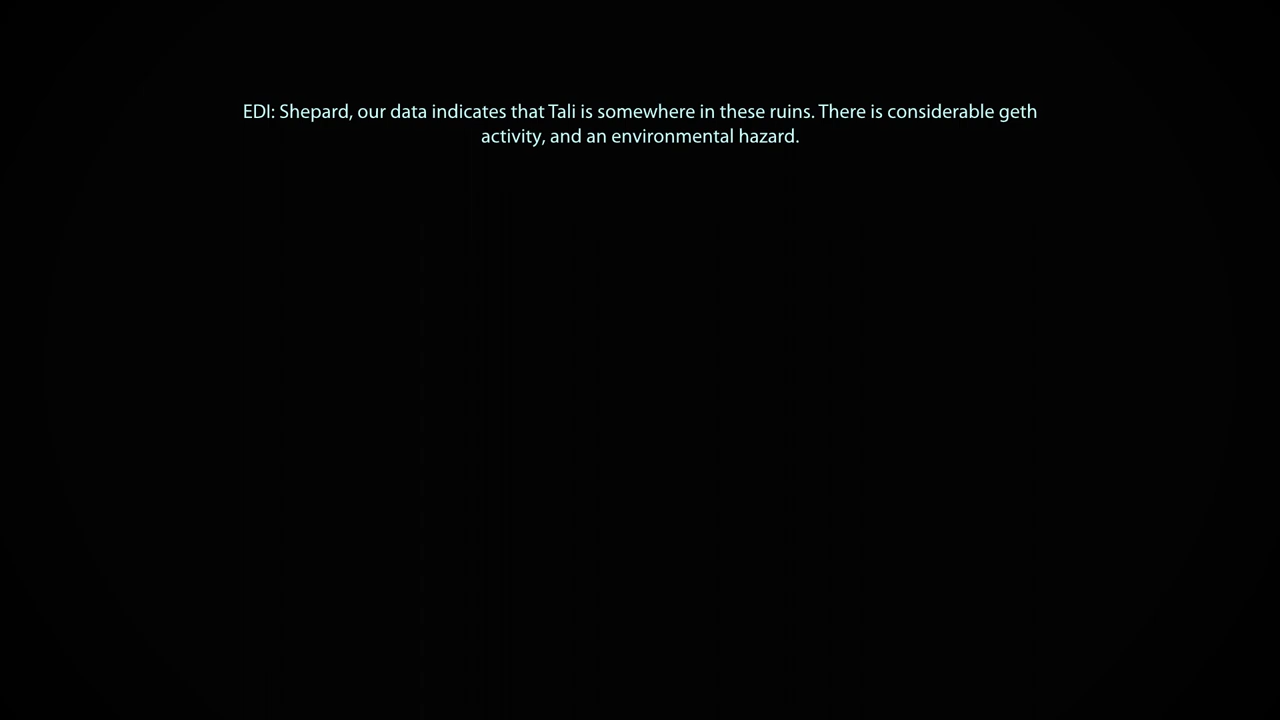 EDI: Shepard, our data indicates that Tali is somewhere in these ruins. There is considerable geth
activity, and an environmental hazard.